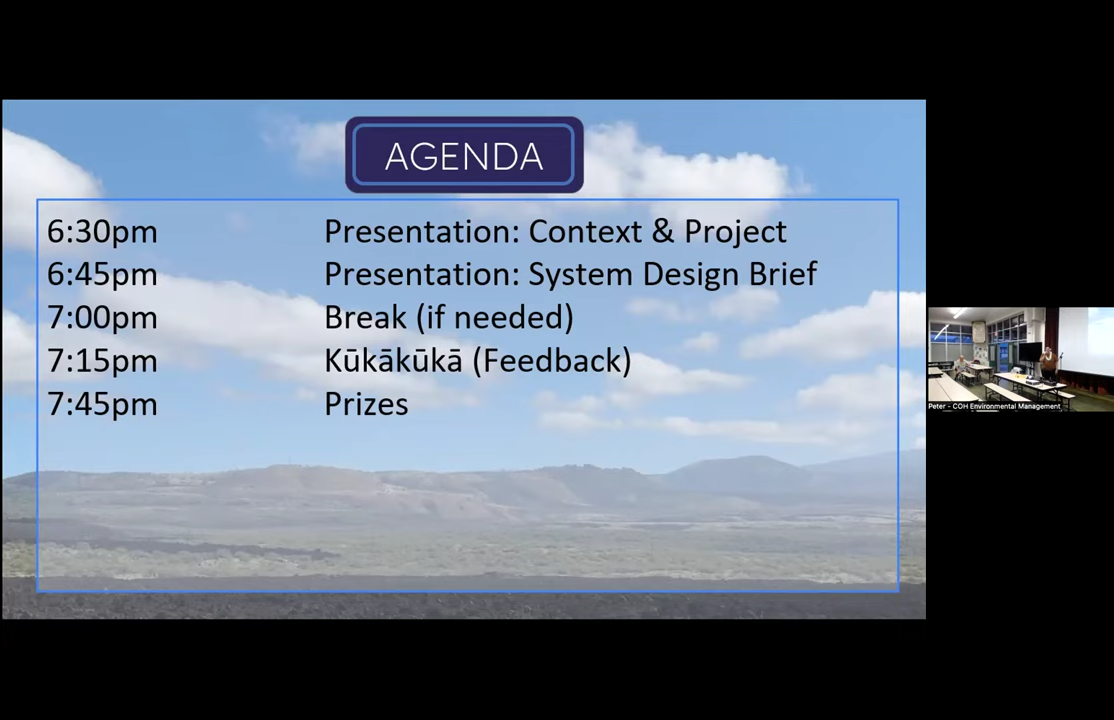 AGENDA
6:30pm Presentation: Context & Project
6:45pm Presentation: System Design Brief
7:00pm Break (if needed)
7:15pm Kūkākūkā (Feedback)
7:45pm Prizes
Peter - COH Environmental Management